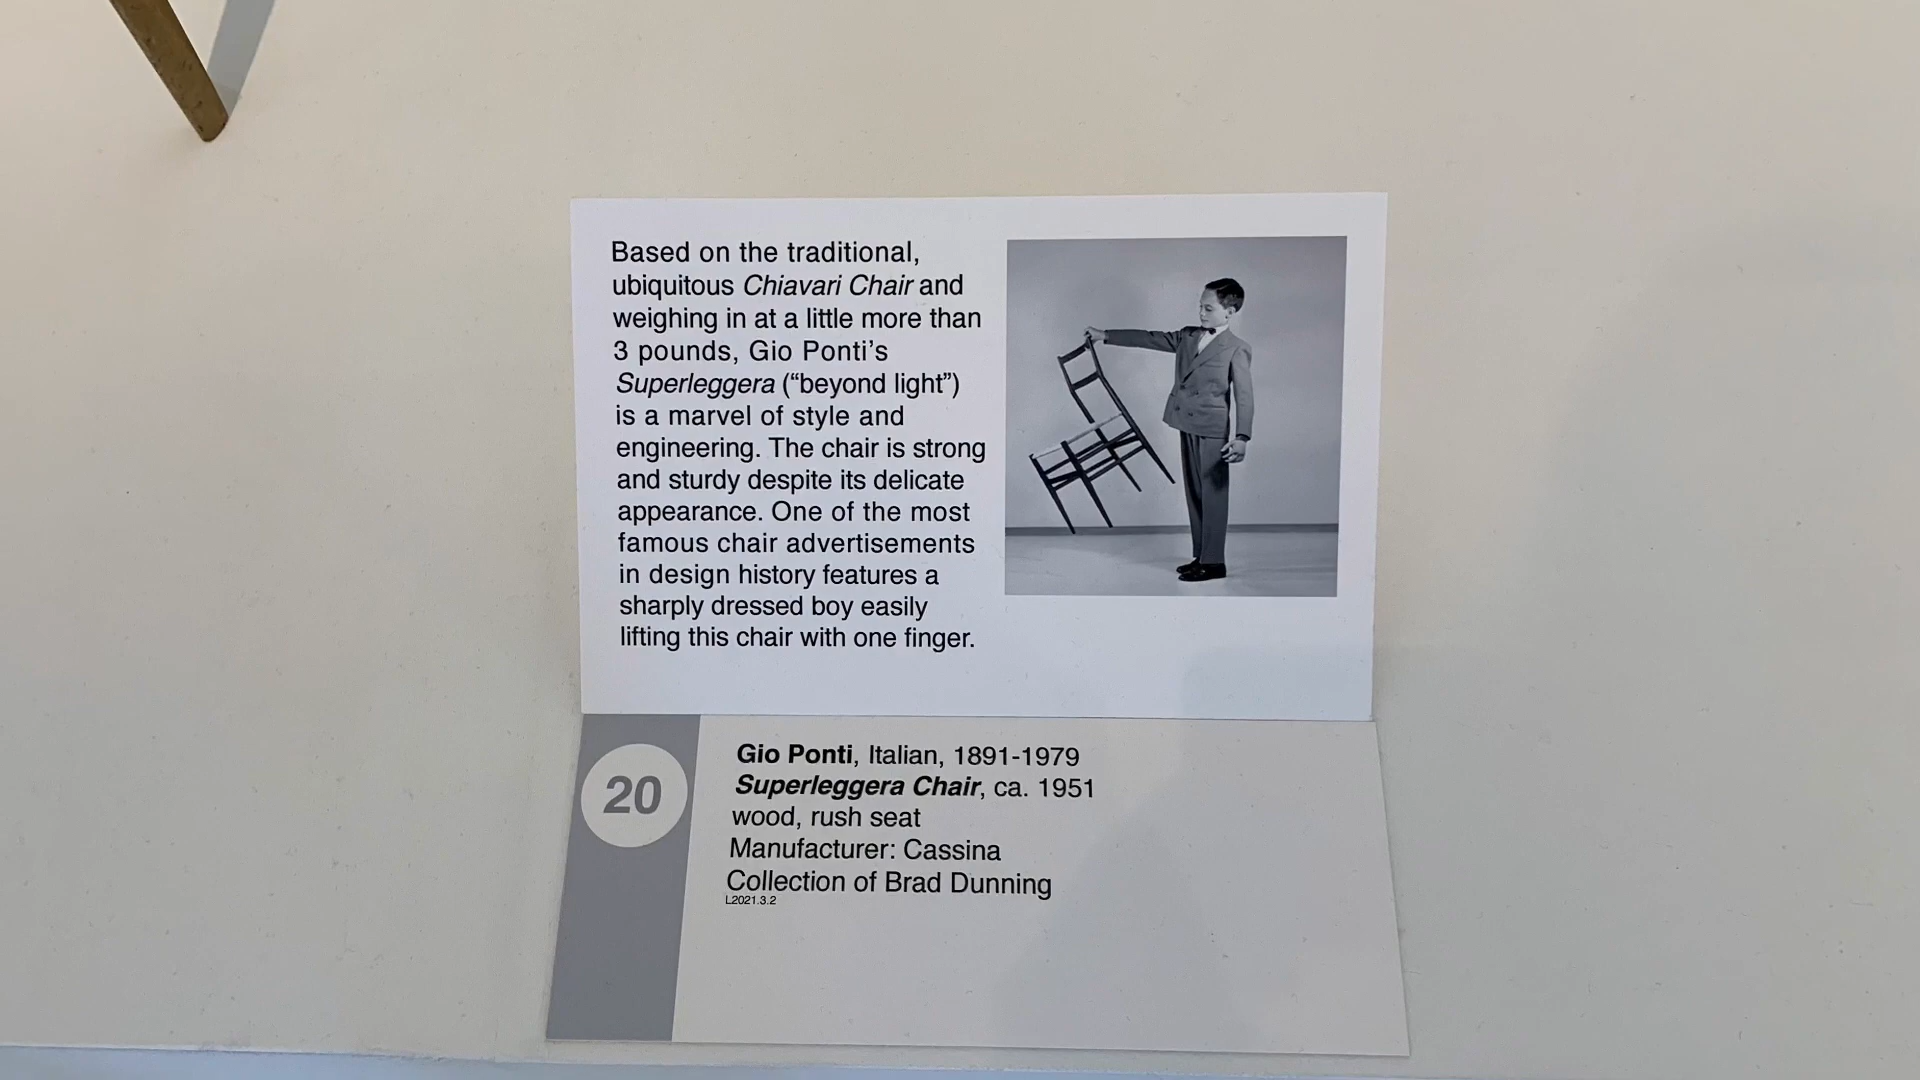 Based on the traditional,
ubiquitous Chiavari Chair and
weighing in at a little more than
3 pounds, Gio Ponti’s
Superleggera (“beyond light”)
is a marvel of style and
engineering. The chair is strong
and sturdy despite its delicate
appearance. One of the most
famous chair advertisements
in design history features a
sharply dressed boy easily
lifting this chair with one finger.
20
Gio Ponti, Italian, 1891-1979
Superleggera Chair, ca. 1951
wood, rush seat
Manufacturer: Cassina
Collection of Brad Dunning
L2021.3.2